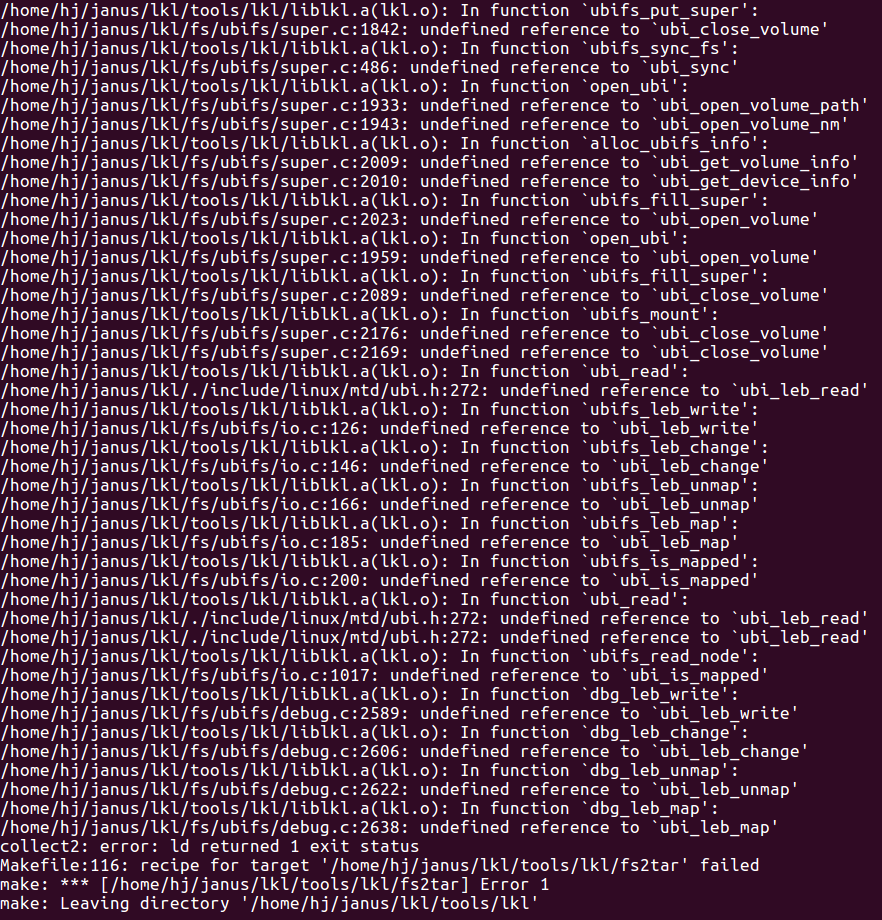 /home/hj/janus/lkl/tools/lkl/liblkl.a(lkl.o): In function `ubifs_put_super':
/home/hj/janus/lkl/fs/ubifs/super.c:1842: undefined reference to `ubi_close_volume'
/home/hj/janus/lkl/tools/lkl/liblkl.a(lkl.o): In function `ubifs_sync_fs':
/home/hj/janus/lkl/fs/ubifs/super.c:486: undefined reference to `ubi_sync'
/home/hj/janus/lkl/tools/lkl/liblkl.a(lkl.o): In function `open_ubi':
/home/hj/janus/lkl/fs/ubifs/super.c:1933: undefined reference to `ubi_open_volume_path'
/home/hj/janus/lkl/fs/ubifs/super.c:1943: undefined reference to `ubi_open_volume_nm'
/home/hj/janus/lkl/tools/lkl/liblkl.a(lkl.o): In function `alloc_ubifs_info':
/home/hj/janus/lkl/fs/ubifs/super.c:2009: undefined reference to `ubi_get_volume_info'
/home/hj/janus/lkl/fs/ubifs/super.c:2010: undefined reference to `ubi_get_device_info'
/home/hj/janus/lkl/tools/lkl/liblkl.a(lkl.o): In function `ubifs_fill_super':
/home/hj/janus/lkl/fs/ubifs/super.c:2023: undefined reference to `ubi_open_volume'
/home/hj/janus/lkl/tools/lkl/liblkl.a(lkl.o): In function `open_ubi':
/home/hj/janus/lkl/fs/ubifs/super.c:1959: undefined reference to `ubi_open_volume'
/home/hj/janus/lkl/tools/lkl/liblkl.a(lkl.o): In function `ubifs_fill_super':
/home/hj/janus/lkl/fs/ubifs/super.c:2089: undefined reference to `ubi_close_volume'
/home/hj/janus/lkl/tools/lkl/liblkl.a(lkl.o): In function `ubifs_mount':
/home/hj/janus/lkl/fs/ubifs/super.c:2176: undefined reference to `ubi_close_volume'
/home/hj/janus/lkl/fs/ubifs/super.c:2169: undefined reference to `ubi_close_volume'
/home/hj/janus/lkl/tools/lkl/liblkl.a(lkl.o): In function `ubi_read':
/home/hj/janus/lkl/./include/linux/mtd/ubi.h:272: undefined reference to `ubi_leb_read'
/home/hj/janus/lkl/tools/lkl/liblkl.a(lkl.o): In function `ubifs_leb_write':
/home/hj/janus/lkl/fs/ubifs/io.c:126: undefined reference to `ubi_leb_write'
/home/hj/janus/lkl/tools/lkl/liblkl.a(lkl.o): In function `ubifs_leb_change':
/home/hj/janus/lkl/fs/ubifs/io.c:146: undefined reference to `ubi_leb_change'
/home/hj/janus/lkl/tools/lkl/liblkl.a(lkl.o): In function `ubifs_leb_unmap':
/home/hj/janus/lkl/fs/ubifs/io.c:166: undefined reference to `ubi_leb_unmap'
/home/hj/janus/lkl/tools/lkl/liblkl.a(lkl.o): In function `ubifs_leb_map':
/home/hj/janus/lkl/fs/ubifs/io.c:185: undefined reference to `ubi_leb_map'
/home/hj/janus/lkl/tools/lkl/liblkl.a(lkl.o): In function `ubifs_is_mapped':
/home/hj/janus/lkl/fs/ubifs/io.c:200: undefined reference to `ubi_is_mapped'
/home/hj/janus/lkl/tools/lkl/liblkl.a(lkl.o): In function `ubi_read':
/home/hj/janus/lkl/./include/linux/mtd/ubi.h:272: undefined reference to `ubi_leb_read'
/home/hj/janus/lkl/./include/linux/mtd/ubi.h:272: undefined reference to `ubi_leb_read'
/home/hj/janus/lkl/tools/lkl/liblkl.a(lkl.o): In function `ubifs_read_node':
/home/hj/janus/lkl/fs/ubifs/io.c:1017: undefined reference to `ubi_is_mapped'
/home/hj/janus/lkl/tools/lkl/liblkl.a(lkl.o): In function `dbg_leb_write':
/home/hj/janus/lkl/fs/ubifs/debug.c:2589: undefined reference to `ubi_leb_write'
/home/hj/janus/lkl/tools/lkl/liblkl.a(lkl.o): In function `dbg_leb_change':
/home/hj/janus/lkl/fs/ubifs/debug.c:2606: undefined reference to `ubi_leb_change'
/home/hj/janus/lkl/tools/lkl/liblkl.a(lkl.o): In function `dbg_leb_unmap':
/home/hj/janus/lkl/fs/ubifs/debug.c:2622: undefined reference to `ubi_leb_unmap'
/home/hj/janus/lkl/tools/lkl/liblkl.a(lkl.o): In function `dbg_leb_map':
/home/hj/janus/lkl/fs/ubifs/debug.c:2638: undefined reference to `ubi_leb_map'
collect2: error: ld returned 1 exit status
Makefile:116: recipe for target '/home/hj/janus/lkl/tools/lkl/fs2tar' failed
make: *** [/home/hj/janus/lkl/tools/lkl/fs2tar] Error 1
make: Leaving directory '/home/hj/janus/lkl/tools/lkl'